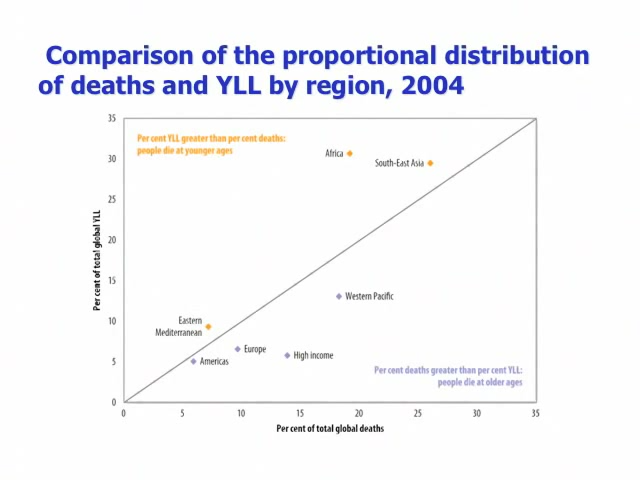 Comparison of the proportional distribution
of deaths and YLL by region, 2004
35
30
25
20
15
10
5
0
Per cent of total global YLL
Per cent YLL greater than per cent deaths:
people die at younger ages
Africa
South-East Asia
Western Pacific
Eastern
Mediterranean
Europe
Americas
High income
Per cent deaths greater than per cent YLL:
people die at older ages
0 5 10 15 20 25 30 35
Per cent of total global deaths